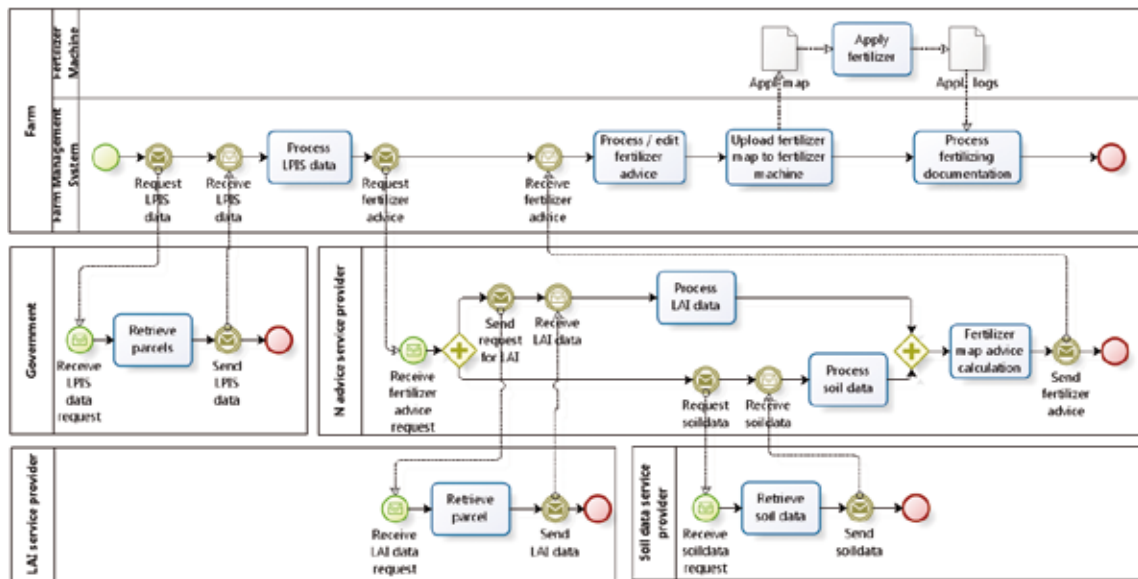 Farm
Fertilizer
Machine
Appl. map
Apply
fertilizer
Appl. logs
Farm Management
System
Request
LPIS
data
Receive
LPIS
data
Process
LPIS data
Request
fertilizer
advice
Receive
fertilizer
advice
Process / edit
fertilizer
advice
Upload fertilizer
map to fertilizer
machine
Process
fertilizing
documentation
Government
Receive
LPIS
data
request
Retrieve
parcels
Send
LPIS
data
N advice service provider
Receive
fertilizer
advice
request
Send
request
for LAI
Receive
LAI data
Process
LAI data
Request
soildata
Receive
soildata
Process
soil data
Fertilizer
map advice
calculation
Send
fertilizer
advice
LAI service provider
Receive
LAI data
request
Retrieve
parcel
Send
LAI data
Soil data service
provider
Receive
soildata
request
Retrieve
soil data
Send
soildata